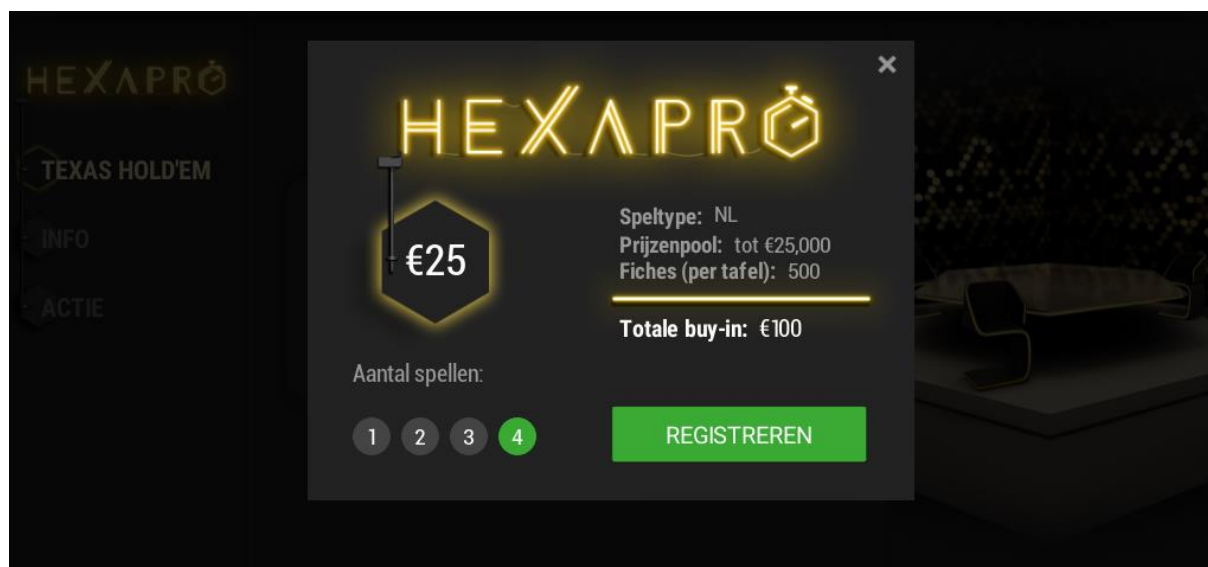 HEXAPRO
TEXAS HOLD'EM
INFO
ACTIE
×
HEXAPRO
€25
Speltype: NL
Prijzenpool: tot €25,000
Fiches (per tafel): 500
Totale buy-in: €100
Aantal spellen:
1 2 3 4
REGISTREREN